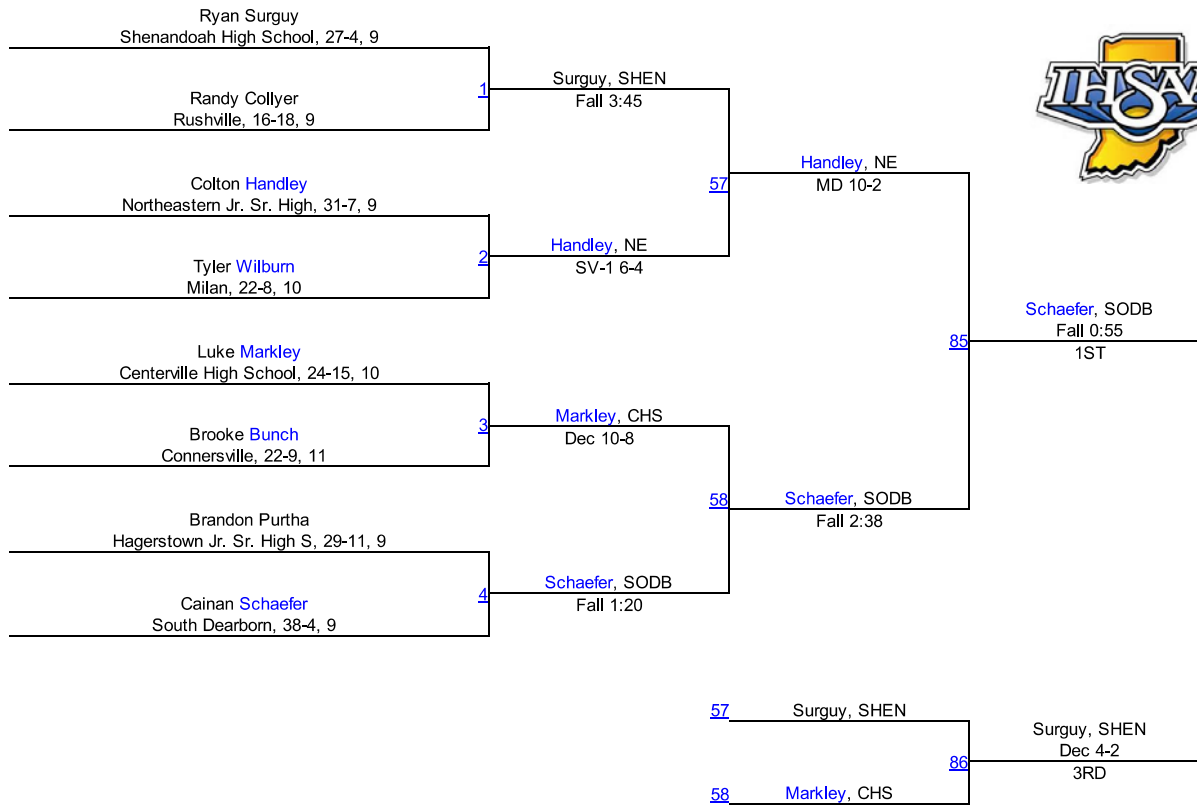 Ryan Surguy
Shenandoah High School, 27-4, 9
1
Surguy, SHEN
Fall 3:45
Randy Collyer
Rushville, 16-18, 9
IHSAA
57
Handley, NE
MD 10-2
Colton Handley
Northeastern Jr. Sr. High, 31-7, 9
2
Handley, NE
SV-1 6-4
Tyler Wilburn
Milan, 22-8, 10
85
Schaefer, SODB
Fall 0:55
1ST
Luke Markley
Centerville High School, 24-15, 10
3
Markley, CHS
Dec 10-8
Brooke Bunch
Connersville, 22-9, 11
58
Schaefer, SODB
Fall 2:38
Brandon Purtha
Hagerstown Jr. Sr. High S, 29-11, 9
4
Schaefer, SODB
Fall 1:20
Cainan Schaefer
South Dearborn, 38-4, 9
57
Surguy, SHEN
86
Surguy, SHEN
Dec 4-2
3RD
58
Markley, CHS